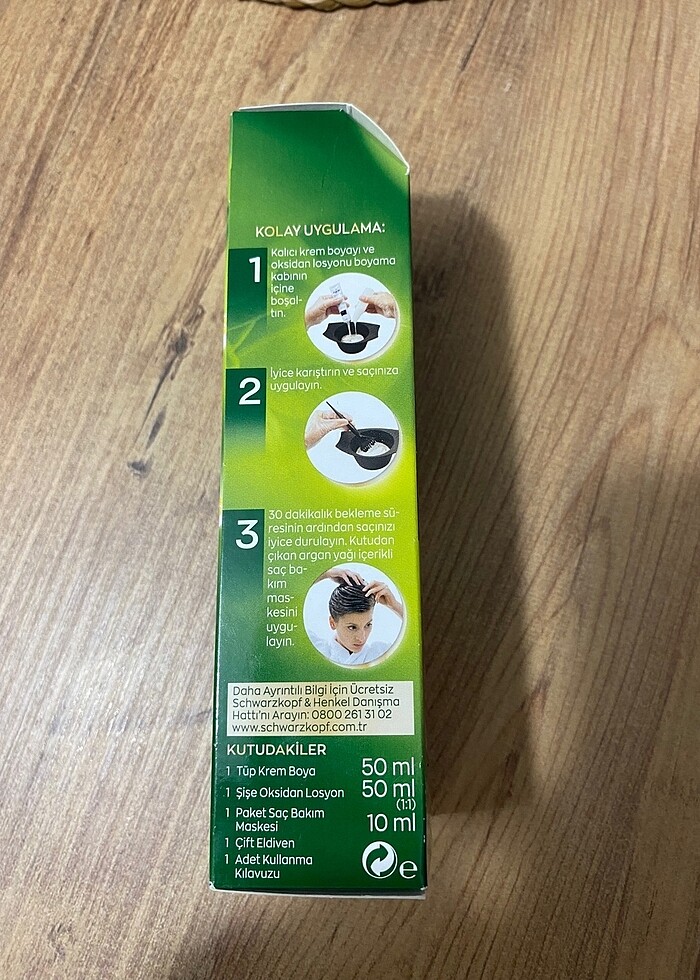 KOLAY UYGULAMA:
1
Kalıcı krem boyayı ve
oksidan losyonu boyama
kabının
içine
boşal-
tın.
2
İyice karıştırın ve saçınıza
uygulayın.
3
30 dakikalık bekleme sü-
resinin ardından saçınızı
iyice durulayın. Kutudan
çıkan argan yağı içerikli
saç ba-
kım
mas-
kesini
uygu-
layın.
Daha Ayrıntılı Bilgi İçin Ücretsiz
Schwarzkopf & Henkel Danışma
Hattı'nı Arayın: 0800 261 31 02
www.schwarzkopf.com.tr
KUTUDAKİLER
1 Tüp Krem Boya 50 ml
1 Şişe Oksidan Losyon 50 ml
(1:1)
1 Paket Saç Bakım
Maskesi 10 ml
1 Çift Eldiven
1 Adet Kullanma
Kılavuzu
e